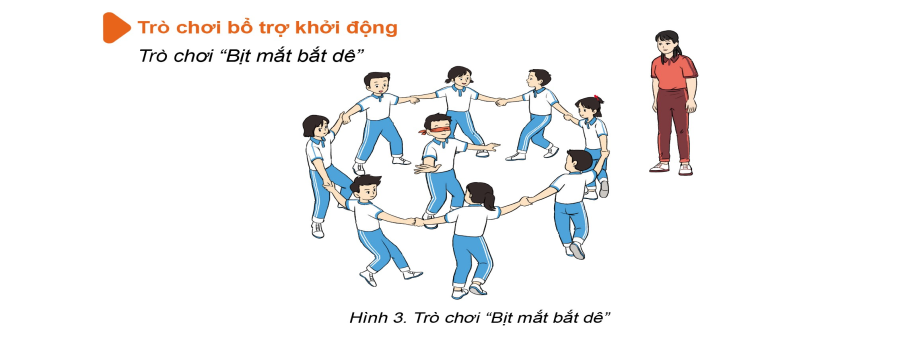 Trò chơi bổ trợ khởi động
Trò chơi “Bịt mắt bắt dê”
Hình 3. Trò chơi “Bịt mắt bắt dê”